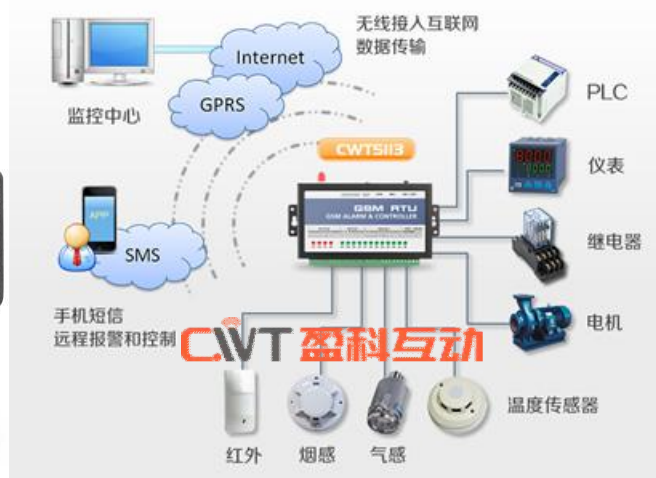 无线接入互联网
数据传输
Internet
GPRS
监控中心
PLC
CWT5113
仪表
GSM RTU
GSM ALARM & CONTROLLER
APP
SMS
继电器
手机短信
远程报警和控制
电机
CWT 盈科互动
温度传感器
红外
烟感
气感